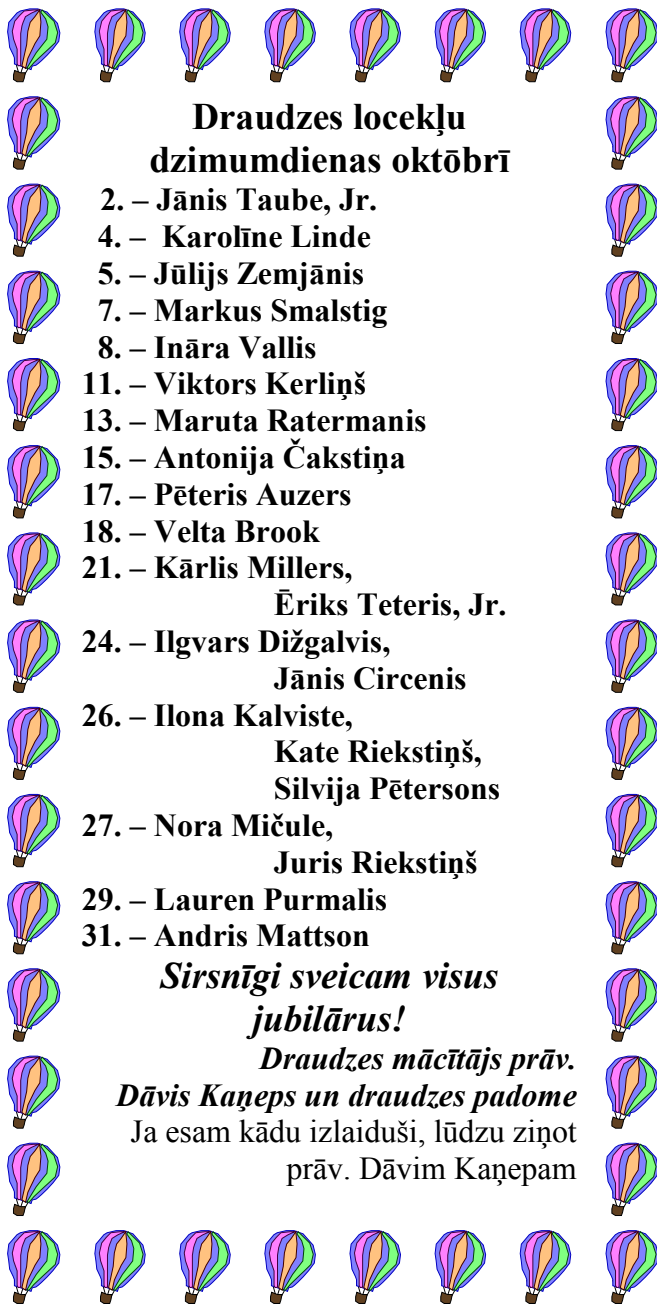 Draudzes locekļu
dzimumdienas oktōbrī
2. – Jānis Taube, Jr.
4. – Karolīne Linde
5. – Jūlijs Zemjānis
7. – Markus Smalstig
8. – Ināra Vallis
11. – Viktors Kerliņš
13. – Maruta Ratermanis
15. – Antonija Čakstiņa
17. – Pēteris Auzers
18. – Velta Brook
21. – Kārlis Millers,
Ēriks Teteris, Jr.
24. – Ilgvars Dižgalvis,
Jānis Circenis
26. – Ilona Kalviste,
Kate Riekstiņš,
Silvija Pētersons
27. – Nora Mičule,
Juris Riekstiņš
29. – Lauren Purmalis
31. – Andris Mattson
Sirsnīgi sveicam visus
jubilārus!
Draudzes mācītājs prāv.
Dāvis Kaņeps un draudzes padome
Ja esam kādu izlaiduši, lūdzu ziņot
prāv. Dāvim Kaņepam